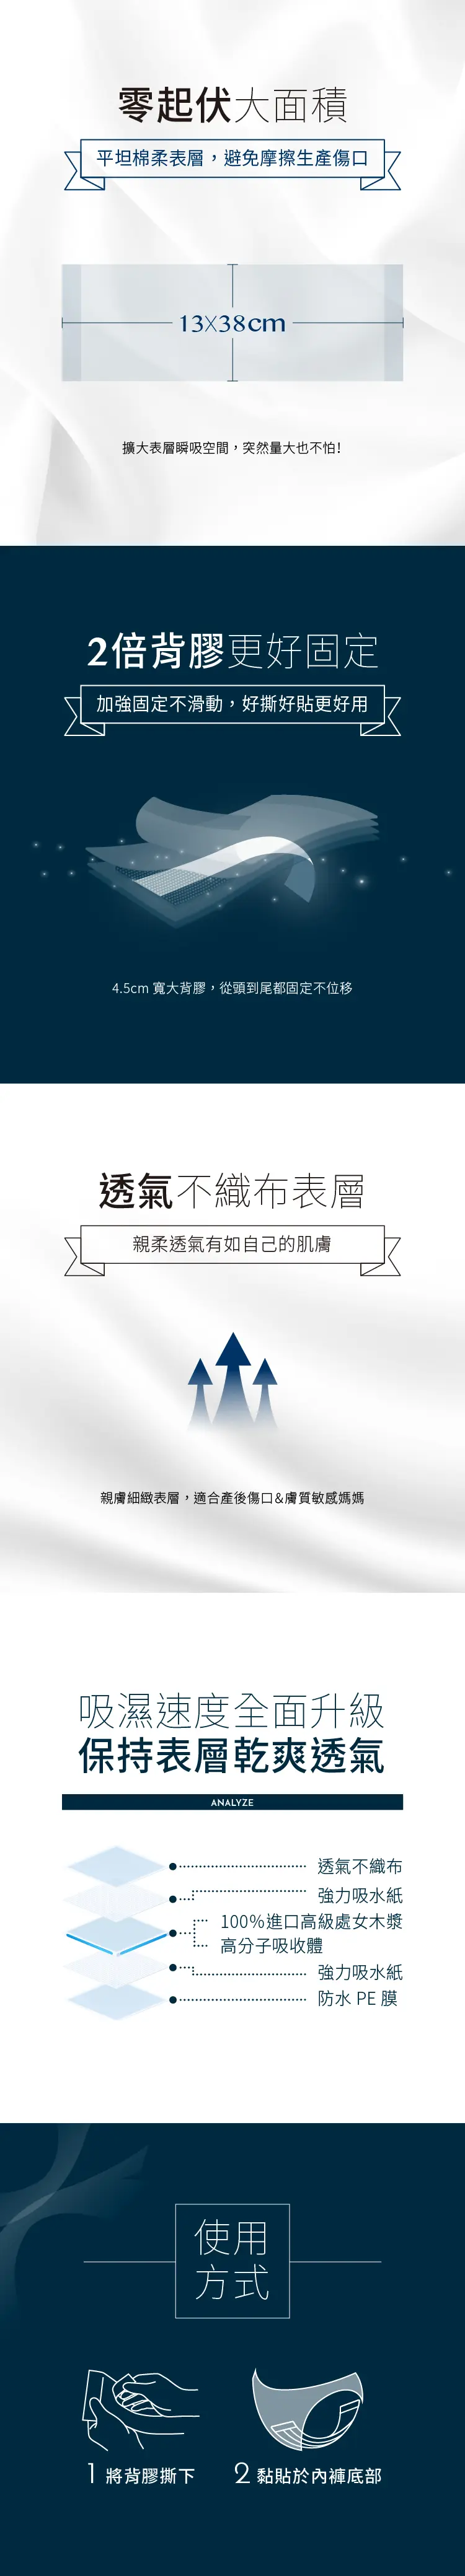 零起伏大面積
平坦棉柔表層，避免摩擦生產傷口
13X38cm
擴大表層瞬吸空間，突然量大也不怕！
2倍背膠更好固定
加強固定不滑動，好撕好貼更好用
4.5cm 寬大背膠，從頭到尾都固定不位移
透氣不織布表層
親柔透氣有如自己的肌膚
親膚細緻表層，適合產後傷口&膚質敏感媽媽
吸濕速度全面升級
保持表層乾爽透氣
ANALYZE
透氣不織布
強力吸水紙
100%進口高級處女木漿
高分子吸收體
強力吸水紙
防水 PE 膜
使用
方式
1 將背膠撕下
2 黏貼於內褲底部